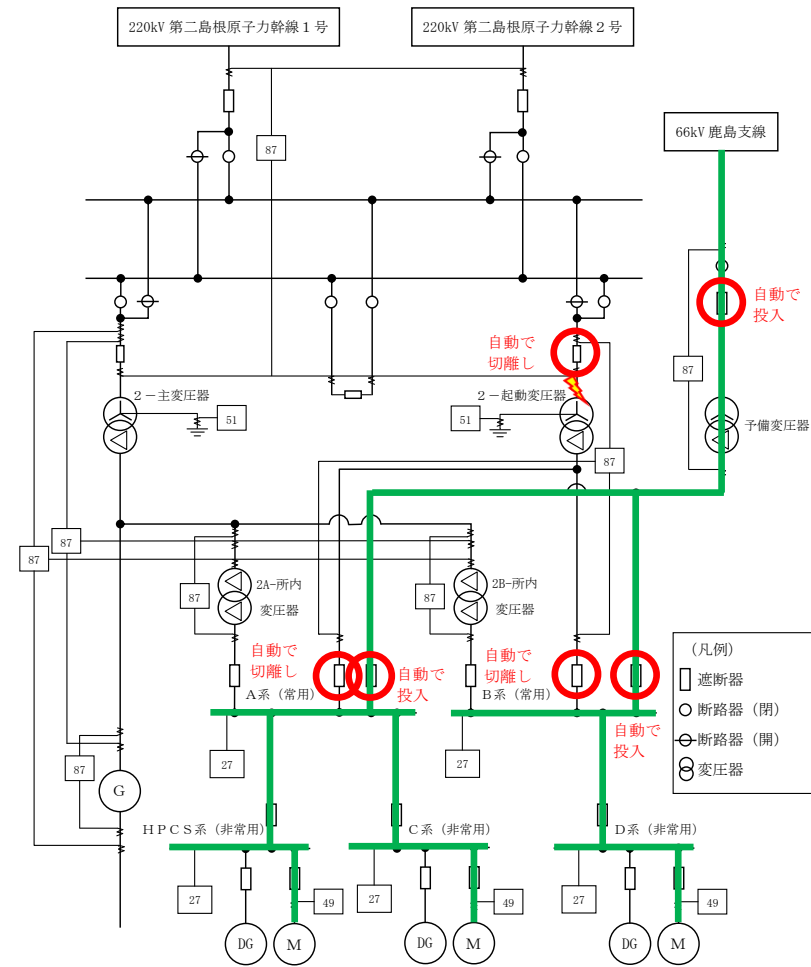 220kV 第二島根原子力幹線１号
220kV 第二島根原子力幹線２号
66kV 鹿島支線
87
自動で
投入
自動で
切離し
87
２－主変圧器
51
２－起動変圧器
51
予備変圧器
87
87
87
87
2A-所内
変圧器
87
2B-所内
変圧器
自動で
切離し
自動で
投入
自動で
切離し
自動で
投入
Ａ系（常用）
Ｂ系（常用）
(凡例)
遮断器
断路器（閉）
断路器（開）
変圧器
27
27
87
G
ＨＰＣＳ系（非常用）
Ｃ系（非常用）
Ｄ系（非常用）
27
49
27
49
27
49
DG
M
DG
M
DG
M